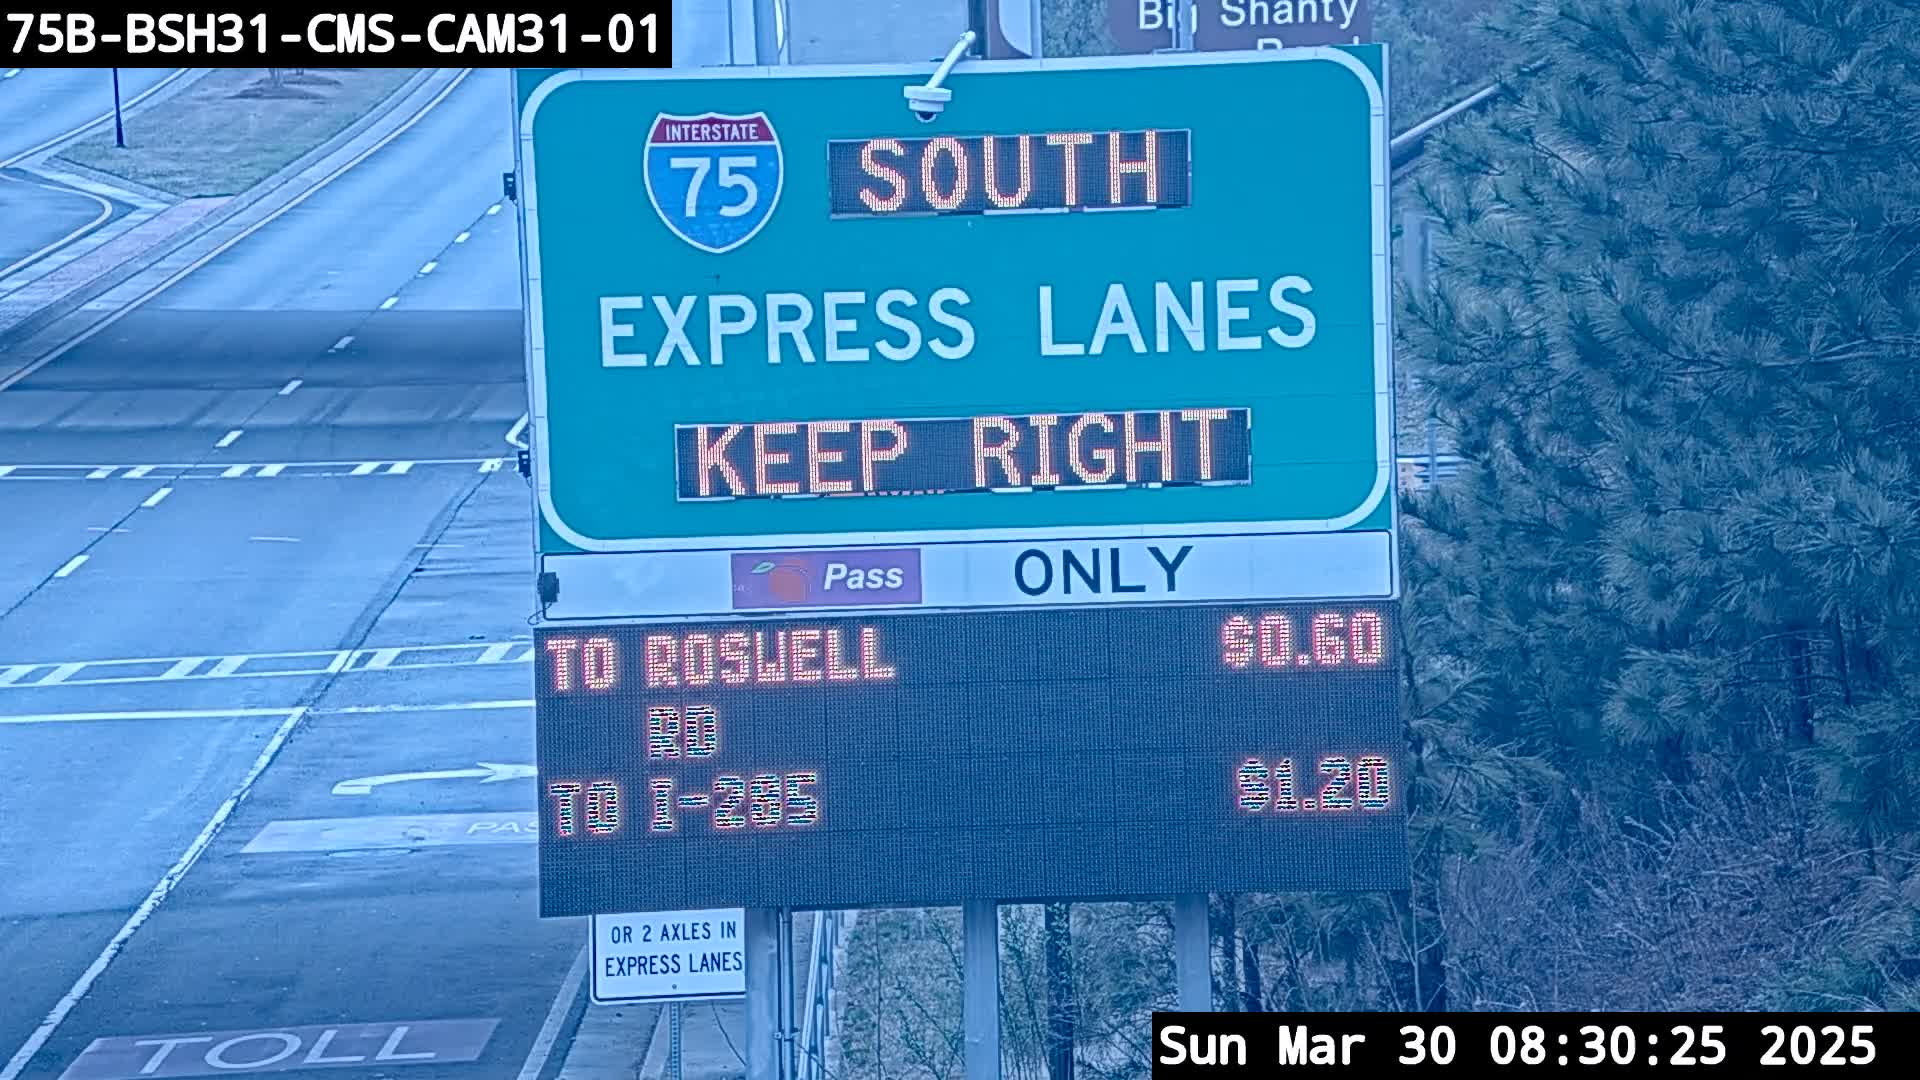 75B-BSH31-CMS-CAM31-01
Big Shanty
INTERSTATE
75
SOUTH
EXPRESS LANES
KEEP RIGHT
Pass ONLY
TO ROSWELL $0.60
RD
TO I-285 $1.20
OR 2 AXLES IN
EXPRESS LANES
TOLL
Sun Mar 30 08:30:25 2025